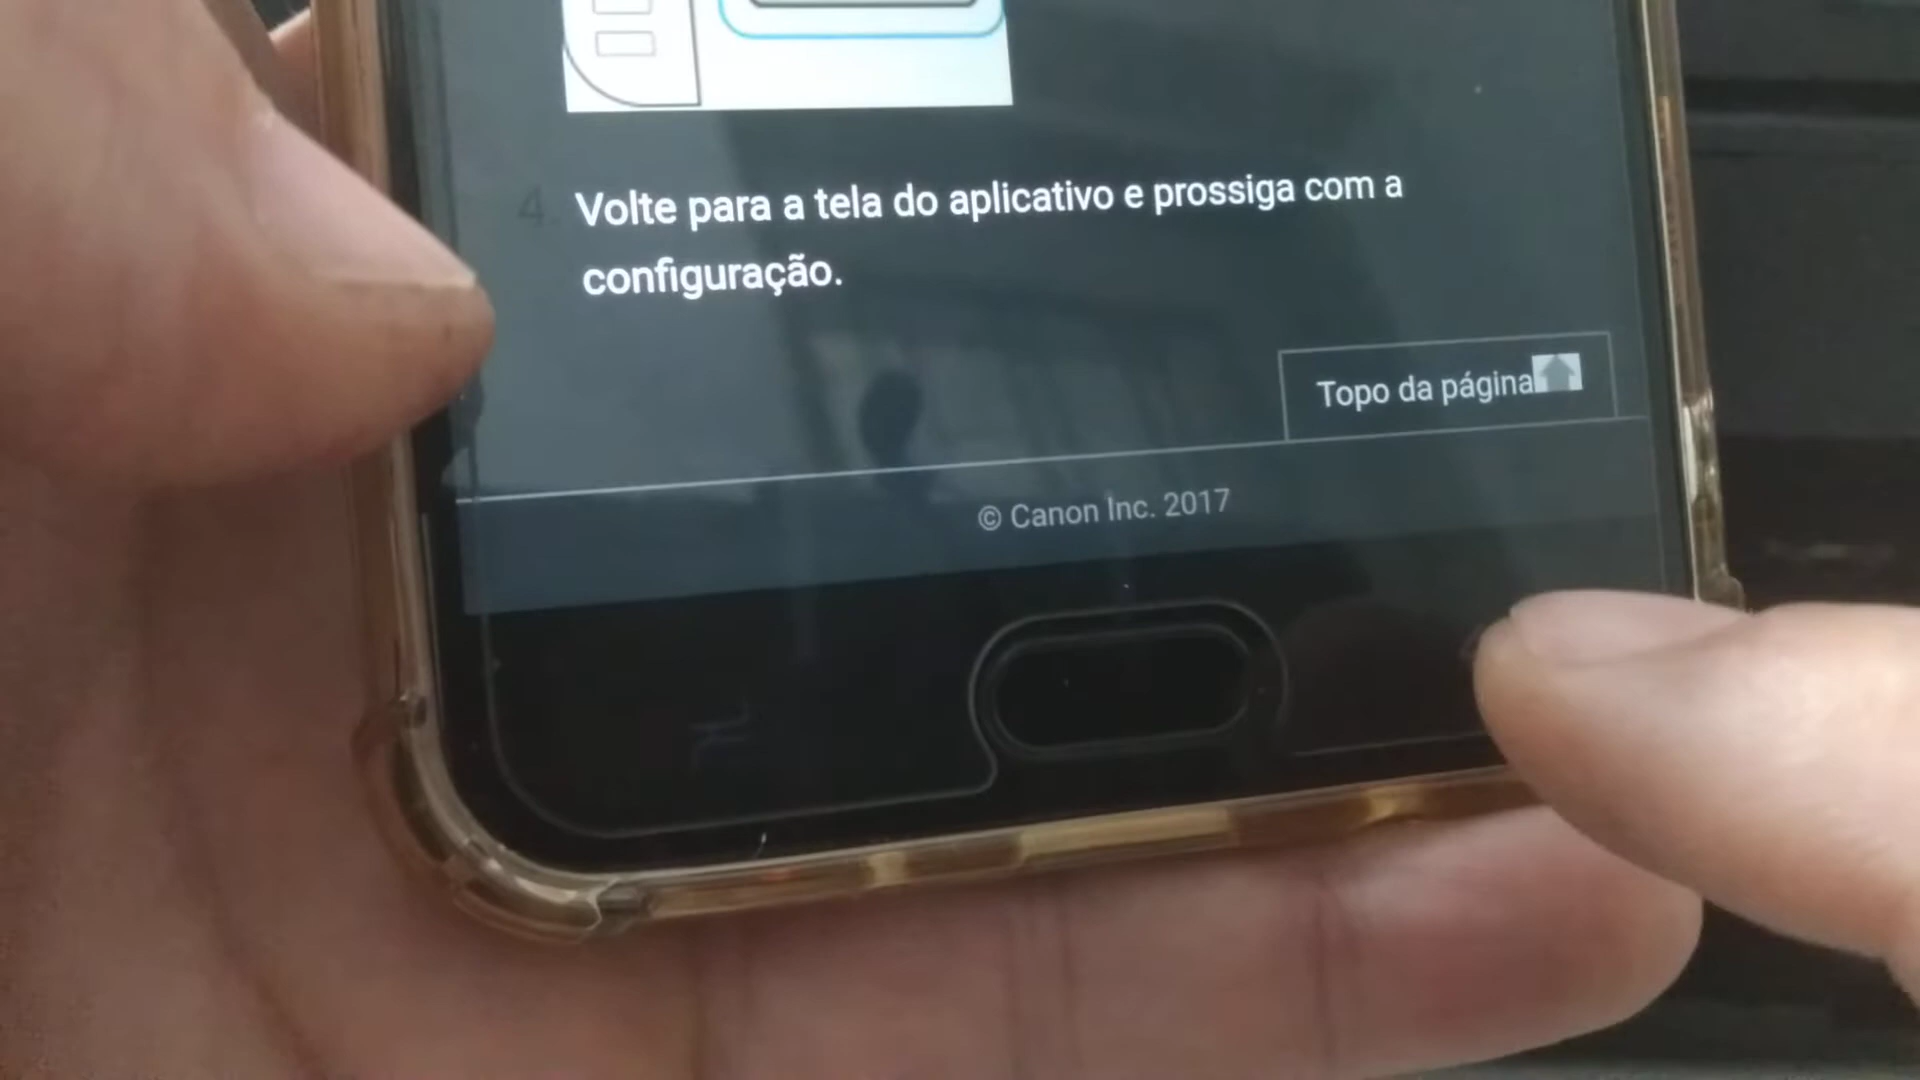 4. Volte para a tela do aplicativo e prossiga com a
configuração.
Topo da página
© Canon Inc. 2017